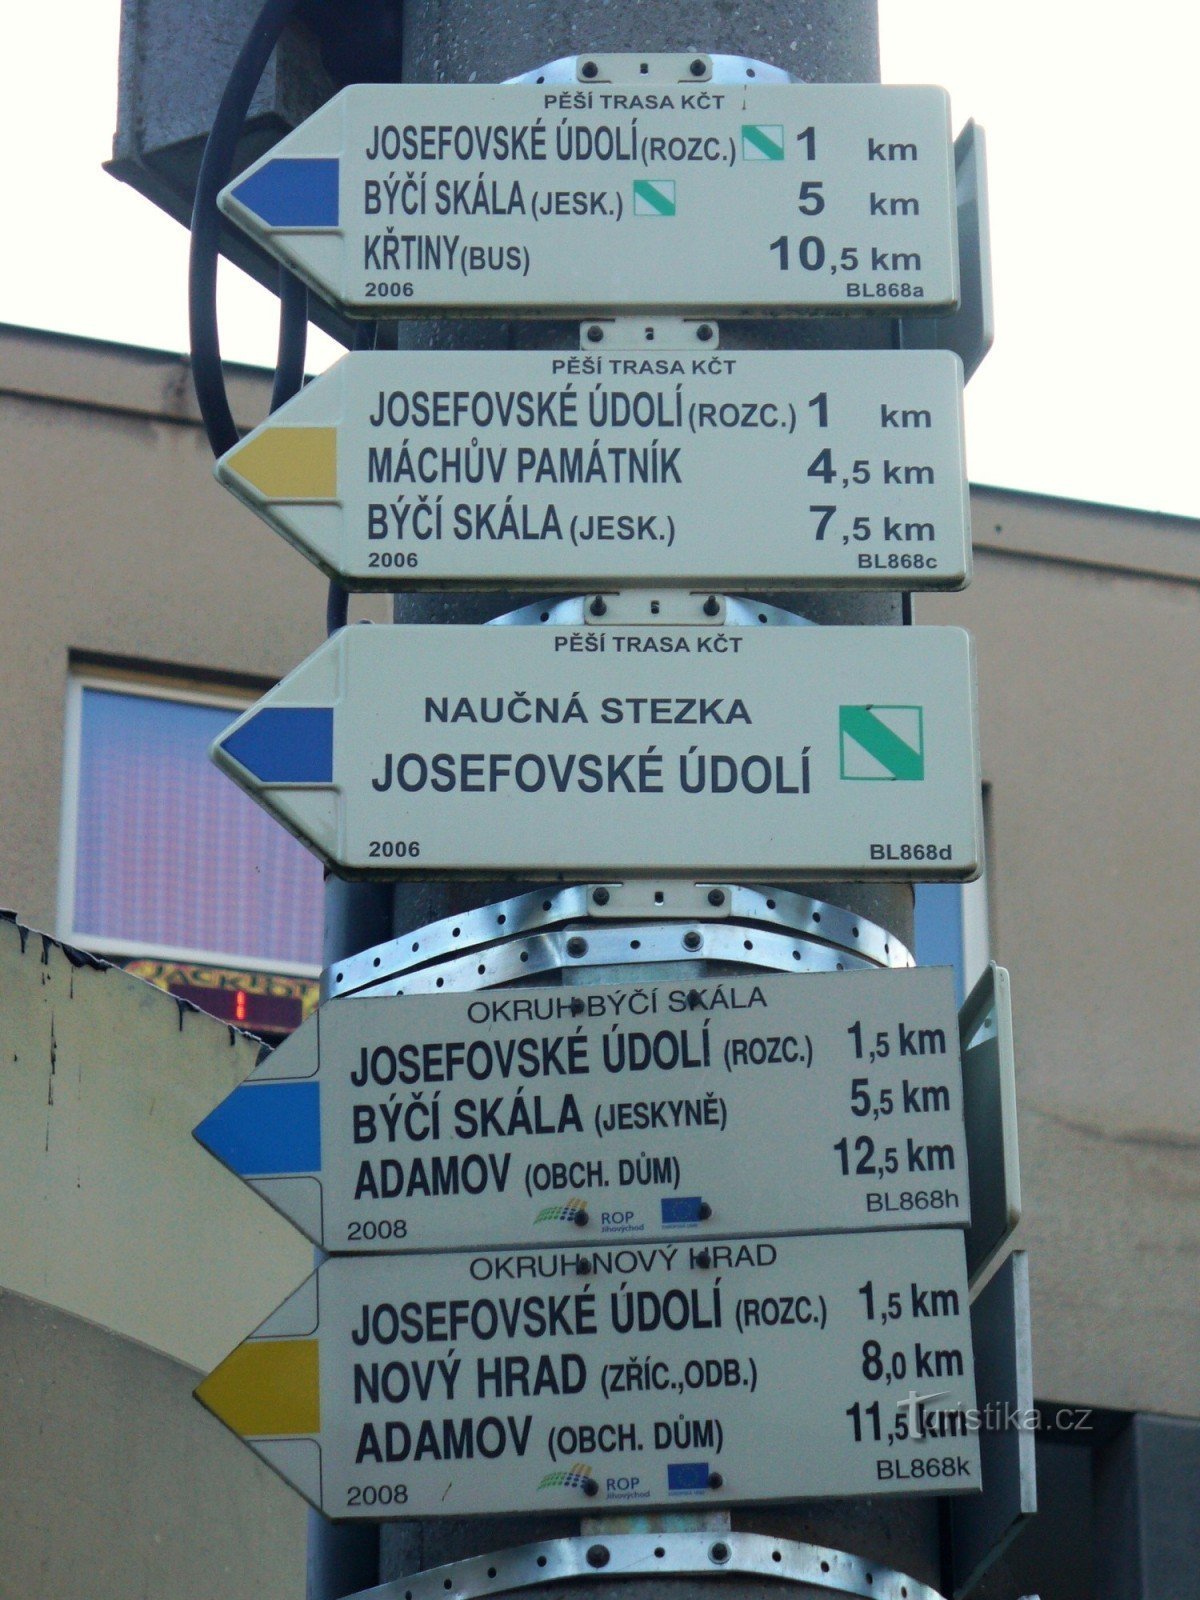 PĚŠÍ TRASA KČT
JOSEFOVSKÉ ÚDOLÍ (ROZC.) 1 km
BÝČÍ SKÁLA (JESK.) 5 km
KŘTINY (BUS) 10,5 km
2006 BL868a
PĚŠÍ TRASA KČT
JOSEFOVSKÉ ÚDOLÍ (ROZC.) 1 km
MÁCHŮV PAMÁTNÍK 4,5 km
BÝČÍ SKÁLA (JESK.) 7,5 km
2006 BL868c
PĚŠÍ TRASA KČT
NAUČNÁ STEZKA
JOSEFOVSKÉ ÚDOLÍ
2006 BL868d
OKRUH BÝČÍ SKÁLA
JOSEFOVSKÉ ÚDOLÍ (ROZC.) 1,5 km
BÝČÍ SKÁLA (JESKYNĚ) 5,5 km
ADAMOV (OBCH. DŮM) 12,5 km
2008 ROP BL868h
Jihovýchod
OKRUH NOVÝ HRAD
JOSEFOVSKÉ ÚDOLÍ (ROZC.) 1,5 km
NOVÝ HRAD (ZŘÍC.,ODB.) 8,0 km
ADAMOV (OBCH. DŮM) 11,5 km
2008 ROP BL868k
Jihovýchod
Turistika.cz
JACKPOT
1